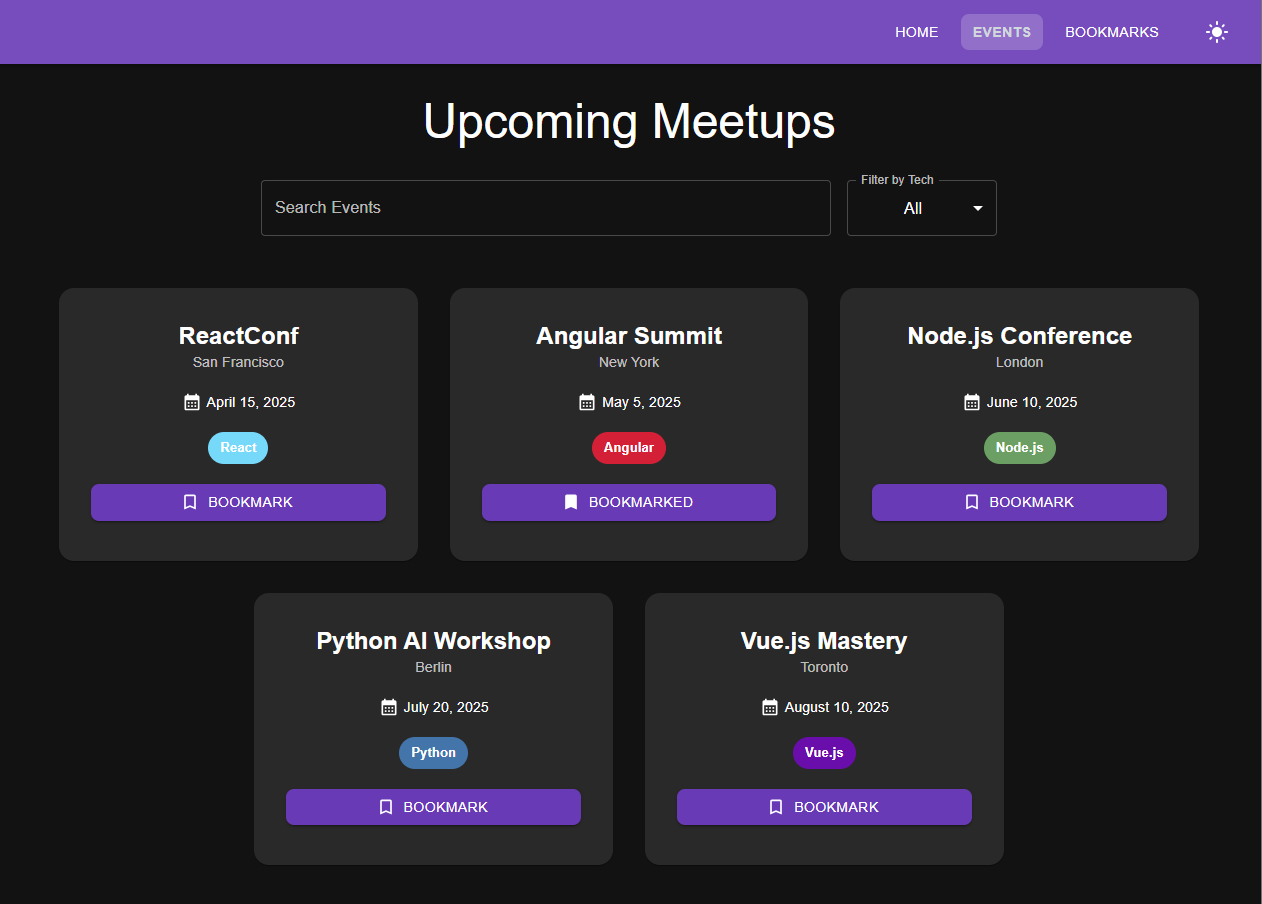 HOME EVENTS BOOKMARKS
Upcoming Meetups
Search Events
Filter by Tech
All
ReactConf
San Francisco
April 15, 2025
React
BOOKMARK
Angular Summit
New York
May 5, 2025
Angular
BOOKMARKED
Node.js Conference
London
June 10, 2025
Node.js
BOOKMARK
Python AI Workshop
Berlin
July 20, 2025
Python
BOOKMARK
Vue.js Mastery
Toronto
August 10, 2025
Vue.js
BOOKMARK